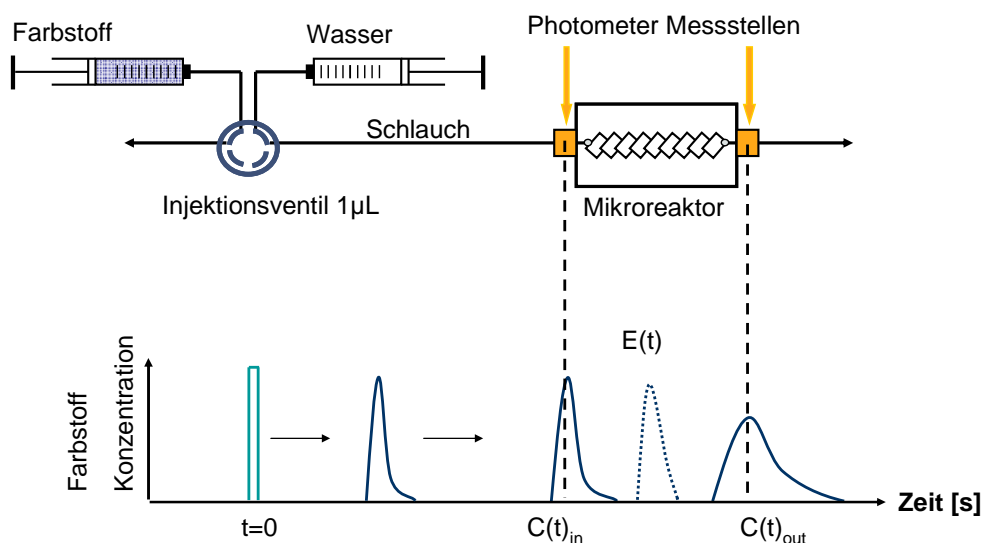 Photometer Messstellen
Farbstoff
Wasser
Schlauch
Injektionsventil 1µL
Mikroreaktor
E(t)
Farbstoff
Konzentration
Zeit [s]
t=0
C(t)in
C(t)out